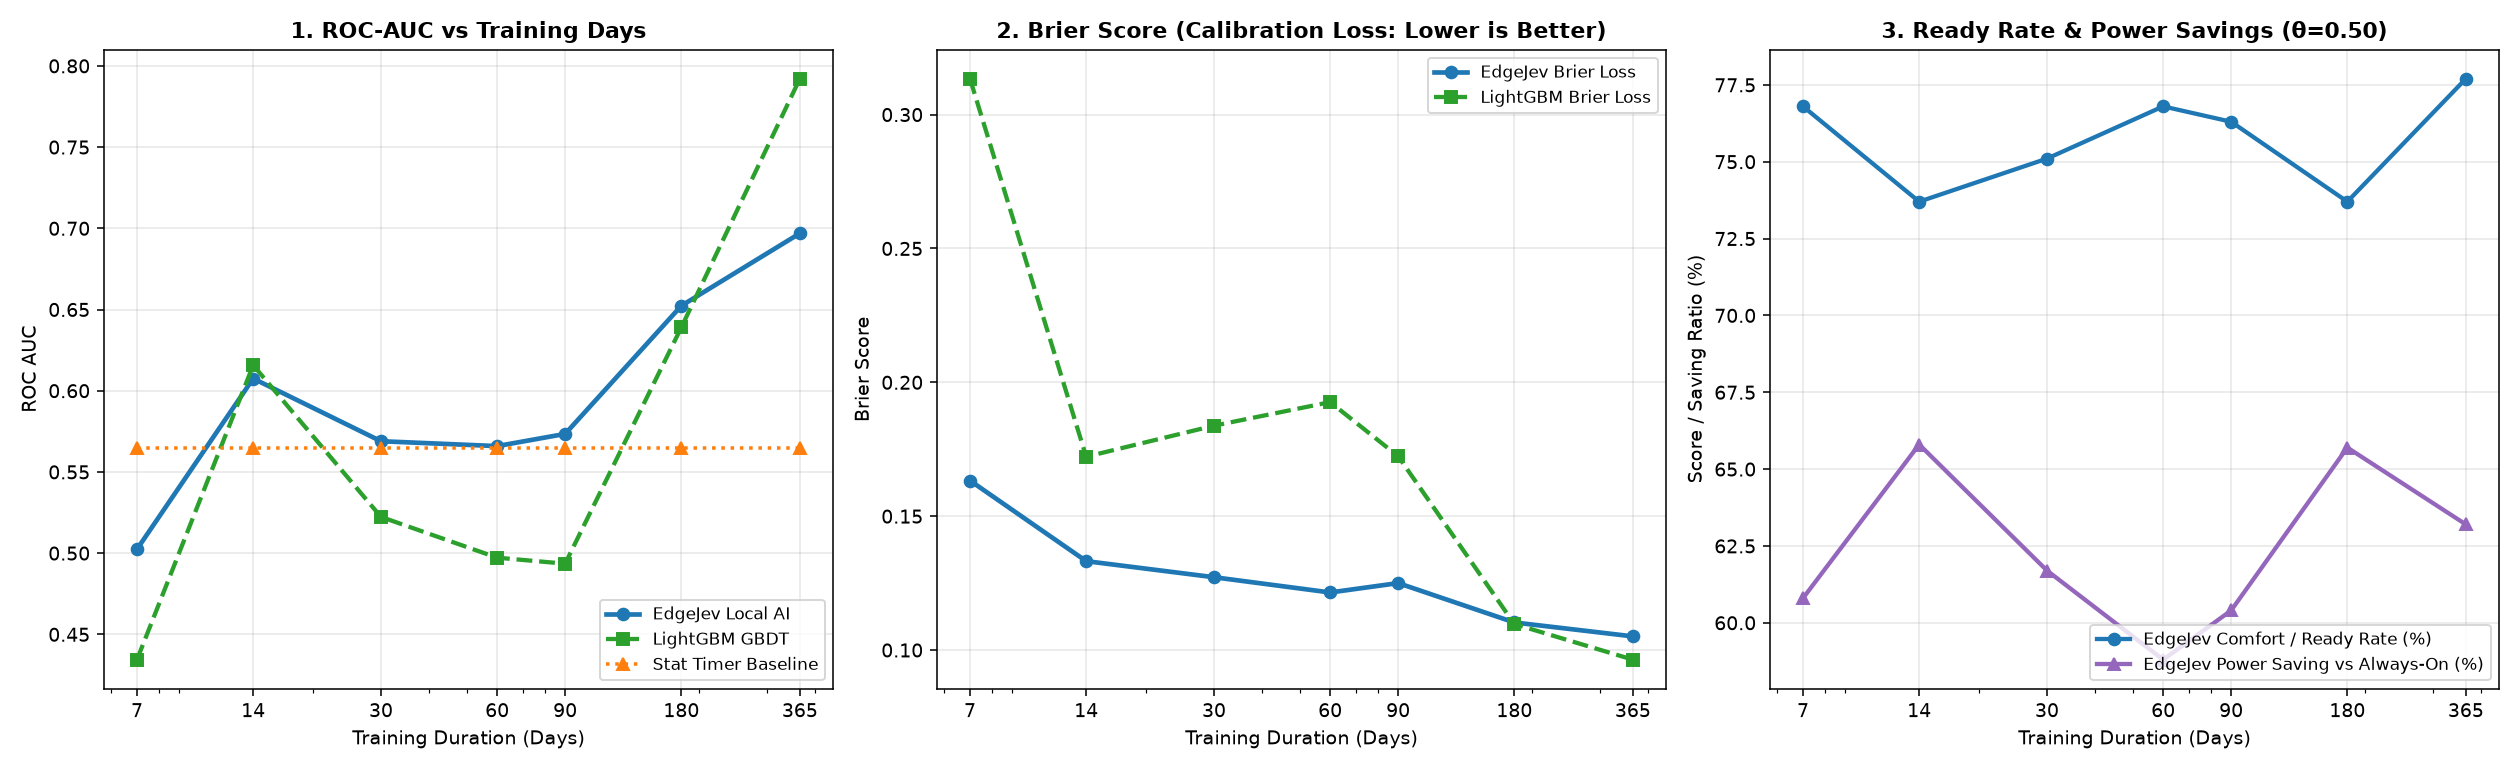 1. ROC-AUC vs Training Days
0.80
0.75
0.70
0.65
0.60
0.55
0.50
0.45
ROC AUC
EdgeJev Local AI
LightGBM GBDT
Stat Timer Baseline
7 14 30 60 90 180 365
Training Duration (Days)
2. Brier Score (Calibration Loss: Lower is Better)
EdgeJev Brier Loss
LightGBM Brier Loss
0.30
0.25
0.20
0.15
0.10
Brier Score
7 14 30 60 90 180 365
Training Duration (Days)
3. Ready Rate & Power Savings (θ=0.50)
77.5
75.0
72.5
70.0
67.5
65.0
62.5
60.0
Score / Saving Ratio (%)
EdgeJev Comfort / Ready Rate (%)
EdgeJev Power Saving vs Always-On (%)
7 14 30 60 90 180 365
Training Duration (Days)